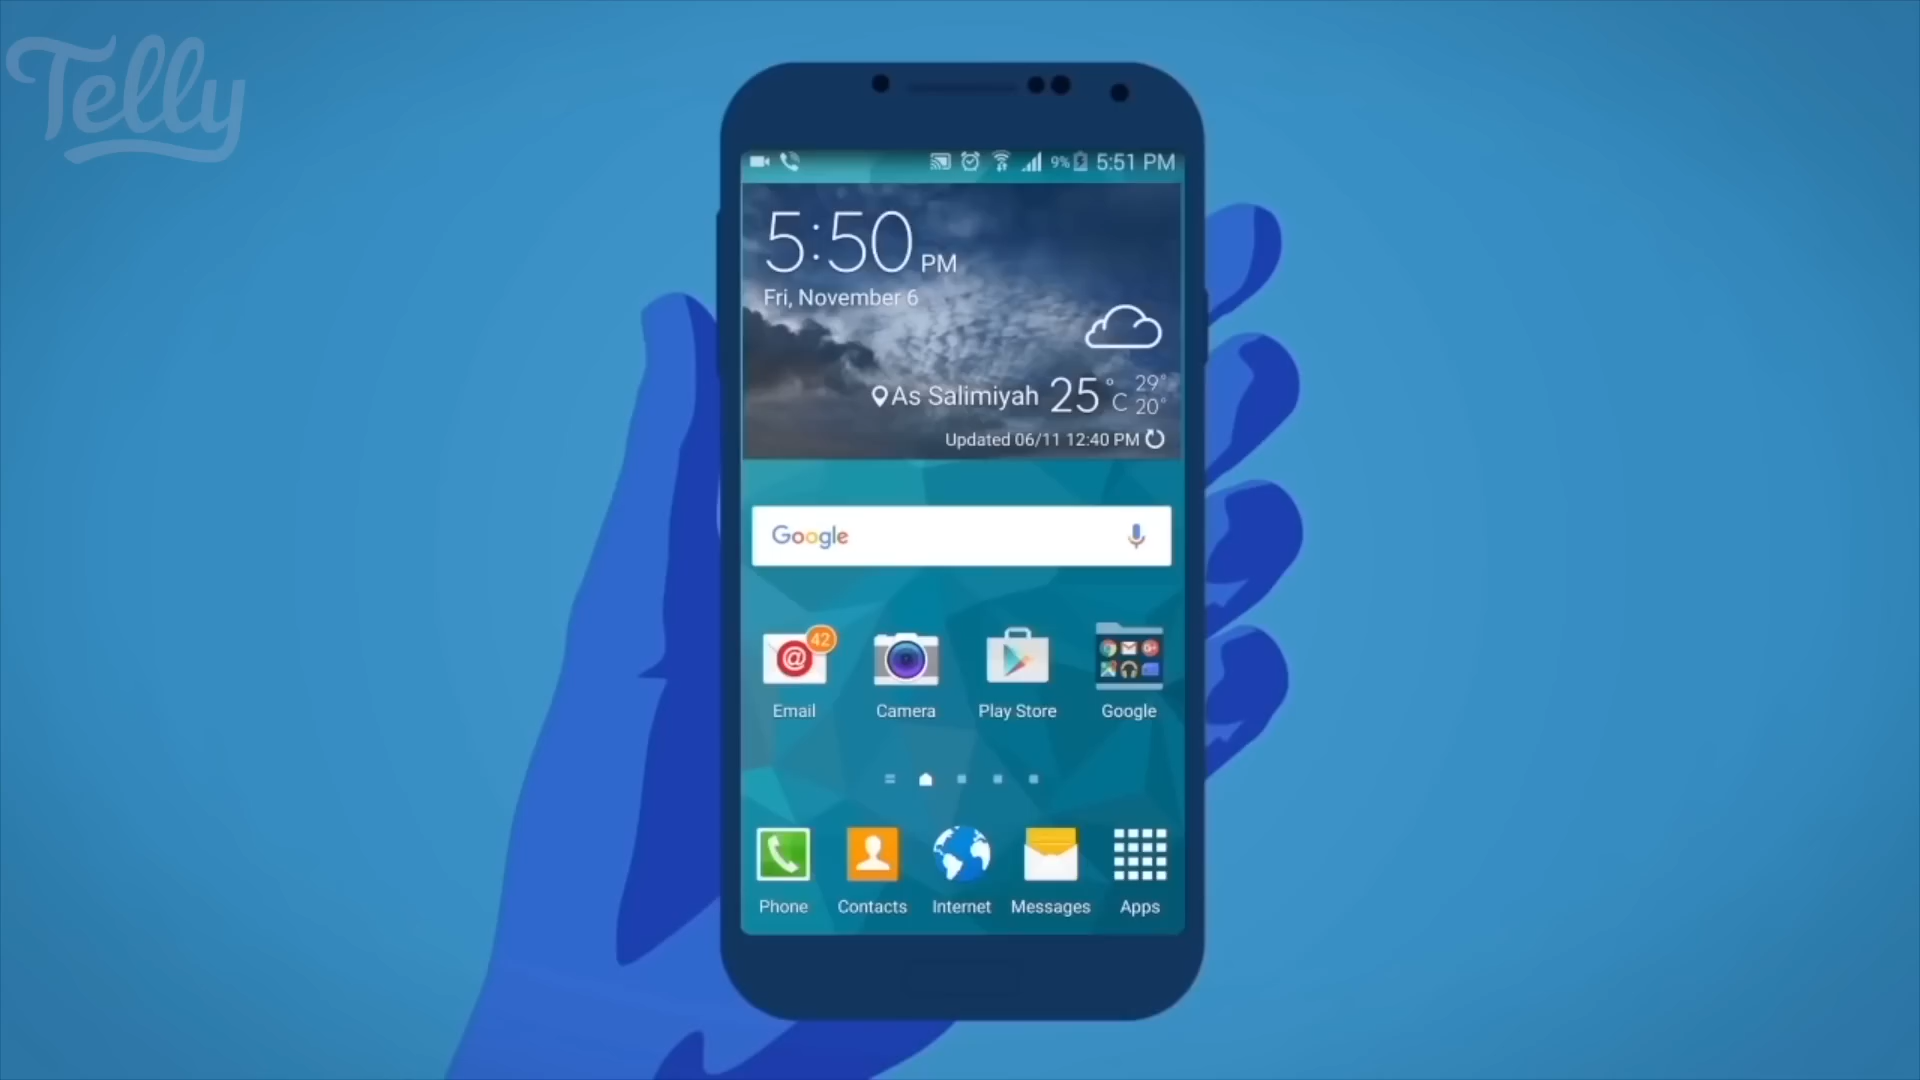 Telly
9% 5:51 PM
5:50 PM
Fri, November 6
As Salimiyah 25°C 29° 20°
Updated 06/11 12:40 PM
Google
42
Email Camera Play Store Google
Phone Contacts Internet Messages Apps